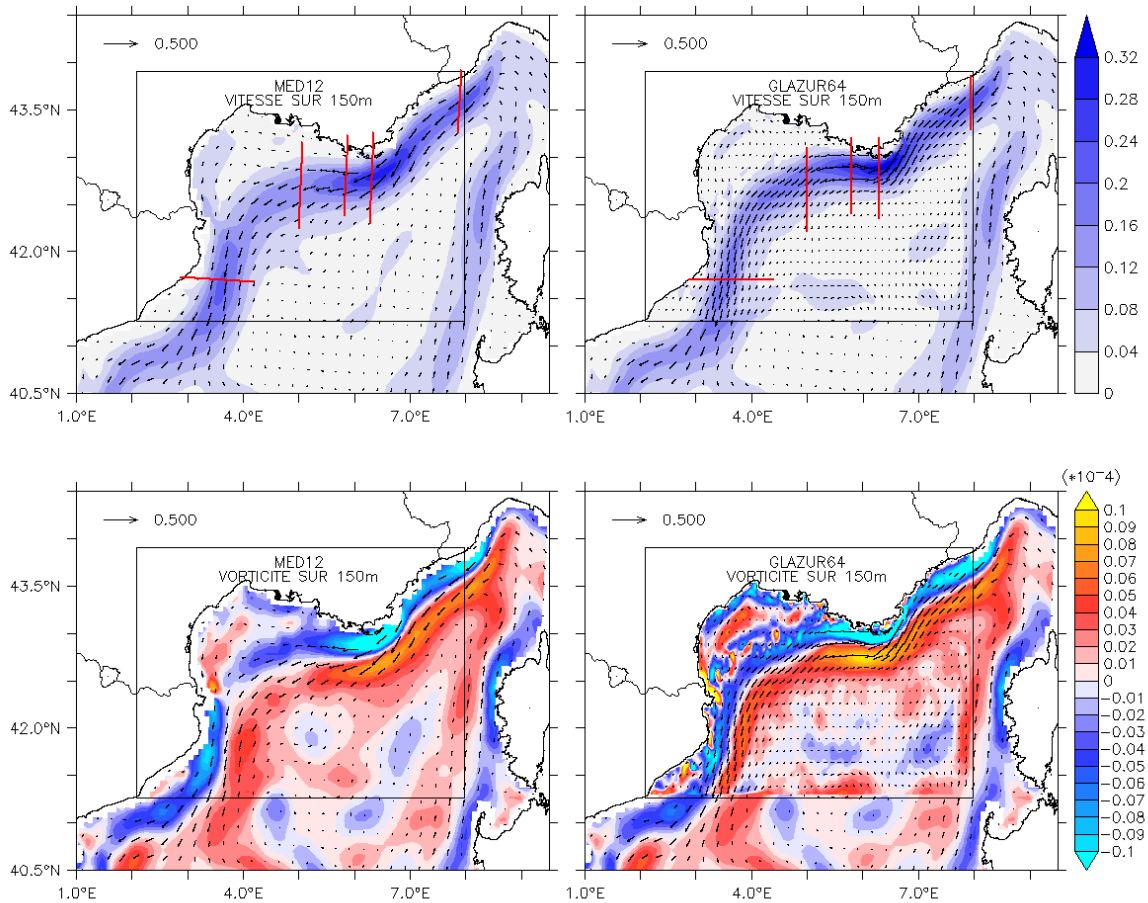 0.500
MED12
VITESSE SUR 150m
43.5°N
42.0°N
40.5°N
1.0°E
4.0°E
7.0°E
0.500
GLAZUR64
VITESSE SUR 150m
1.0°E
4.0°E
7.0°E
0.32
0.28
0.24
0.2
0.16
0.12
0.08
0.04
0
0.500
MED12
VORTICITE SUR 150m
43.5°N
42.0°N
40.5°N
1.0°E
4.0°E
7.0°E
0.500
GLAZUR64
VORTICITE SUR 150m
1.0°E
4.0°E
7.0°E
(*10⁻⁴)
0.1
0.09
0.08
0.07
0.06
0.05
0.04
0.03
0.02
0.01
0
−0.01
−0.02
−0.03
−0.04
−0.05
−0.06
−0.07
−0.08
−0.09
−0.1